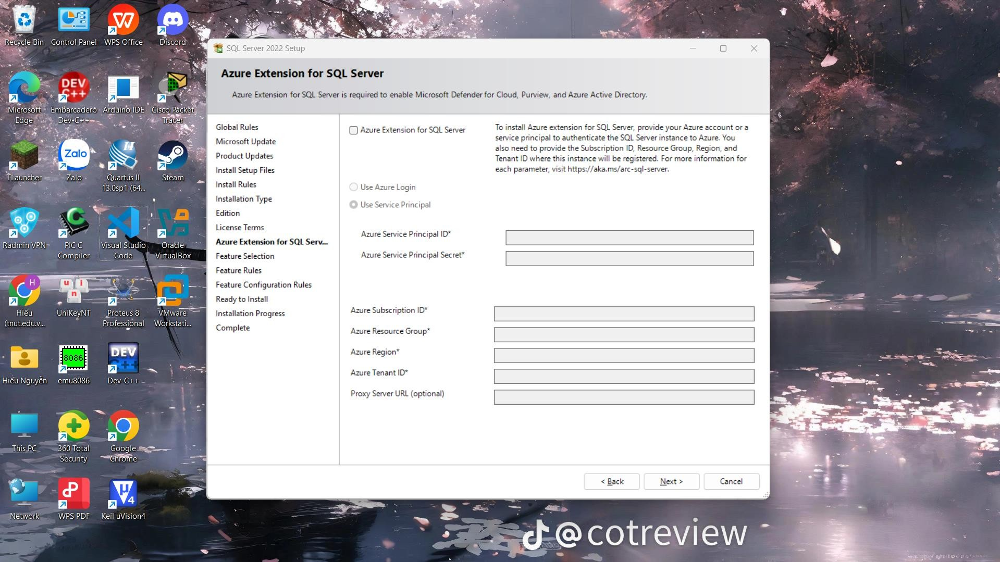 Recycle Bin
Control Panel
WPS Office
Discord
Microsoft
Edge
DEV
C++
Embarcadero
Dev-C++
Arduino IDE
Cisco Packet
Tracer
TLauncher
Zalo
Zalo
Quartus II
13.0sp1 (64...
Steam
Radmin VPN
PIC C
Compiler
Visual Studio
Code
Oracle
VirtualBox
H
Hiếu
(tnut.edu.v...
u i
n
UniKeyNT
Proteus 8
Professional
VMware
Workstati...
Hiếu Nguyễn
8086
emu8086
DEV
C++
Dev-C++
This PC
360 Total
Security
Google
Chrome
Network
WPS PDF
µ
V4
Keil uVision4
SQL Server 2022 Setup
Azure Extension for SQL Server
Azure Extension for SQL Server is required to enable Microsoft Defender for Cloud, Purview, and Azure Active Directory.
Global Rules
Microsoft Update
Product Updates
Install Setup Files
Install Rules
Installation Type
Edition
License Terms
Azure Extension for SQL Serv...
Feature Selection
Feature Rules
Feature Configuration Rules
Ready to Install
Installation Progress
Complete
Azure Extension for SQL Server
To install Azure extension for SQL Server, provide your Azure account or a
service principal to authenticate the SQL Server instance to Azure. You
also need to provide the Subscription ID, Resource Group, Region, and
Tenant ID where this instance will be registered. For more information for
each parameter, visit https://aka.ms/arc-sql-server.
Use Azure Login
Use Service Principal
Azure Service Principal ID*
Azure Service Principal Secret*
Azure Subscription ID*
Azure Resource Group*
Azure Region*
Azure Tenant ID*
Proxy Server URL (optional)
< Back
Next >
Cancel
@cotreview